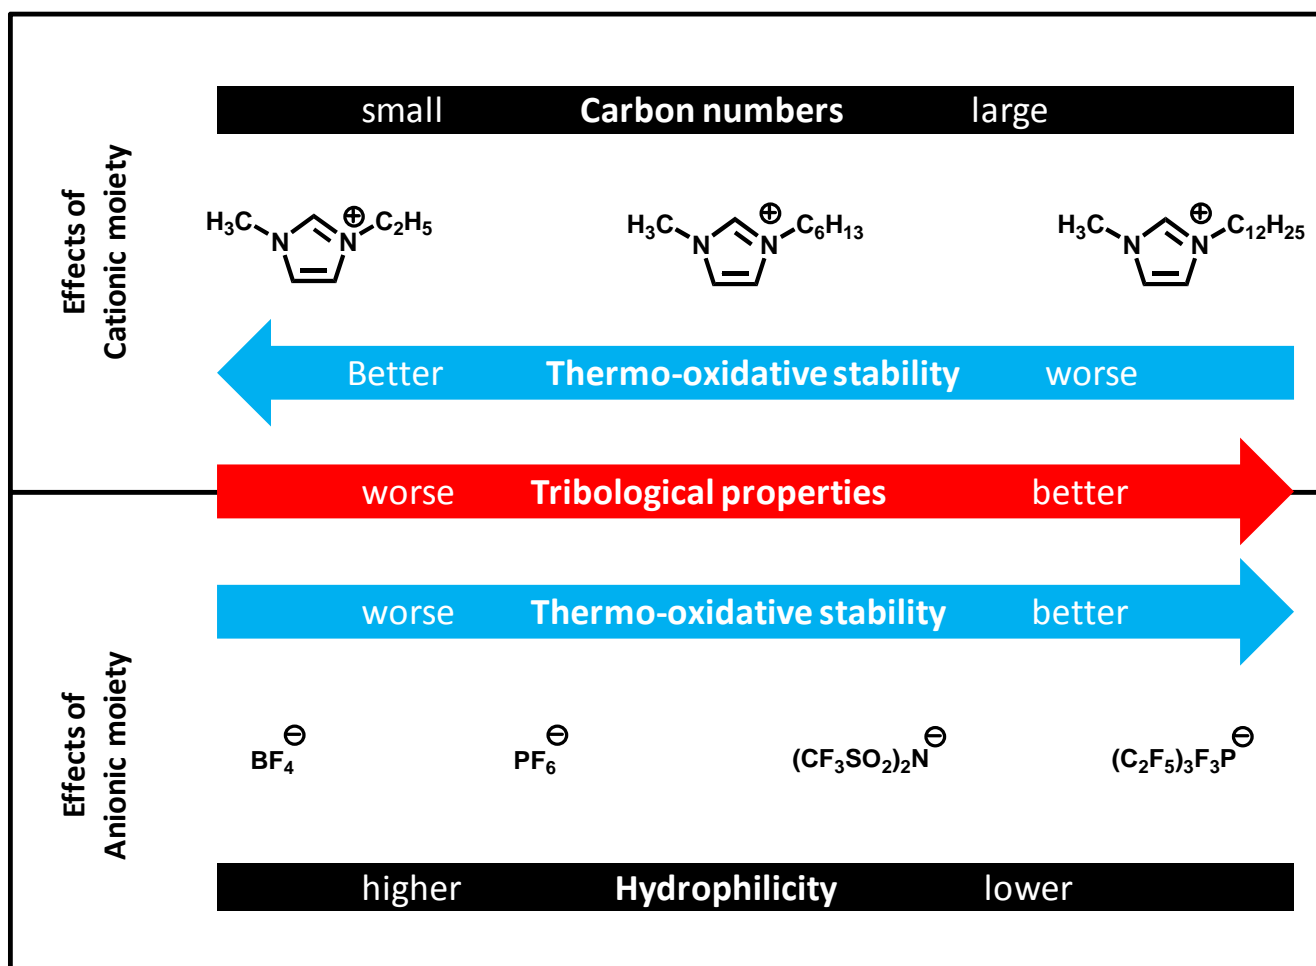 Effects of
Cationic moiety
small Carbon numbers large
H₃C N ⊕ N C₂H₅
H₃C N ⊕ N C₆H₁₃
H₃C N ⊕ N C₁₂H₂₅
Better Thermo-oxidative stability worse
worse Tribological properties better
Effects of
Anionic moiety
worse Thermo-oxidative stability better
BF₄⊖ PF₆⊖ (CF₃SO₂)₂N⊖ (C₂F₅)₃F₃P⊖
higher Hydrophilicity lower